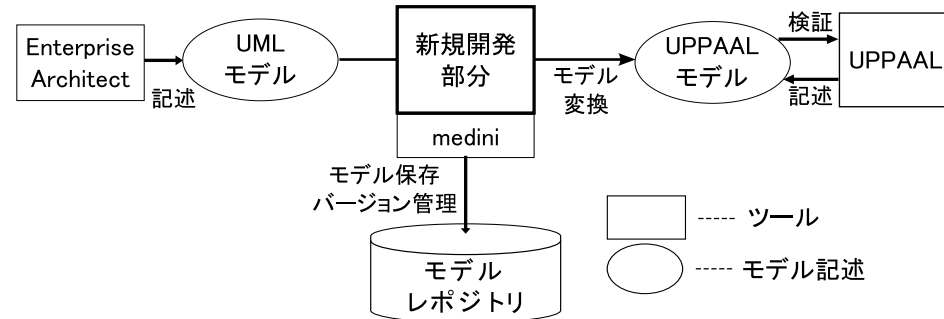 Enterprise
Architect
記述
UML
モデル
新規開発
部分
medini
モデル
変換
UPPAAL
モデル
検証
記述
UPPAAL
モデル保存
バージョン管理
モデル
レポジトリ
ツール
モデル記述